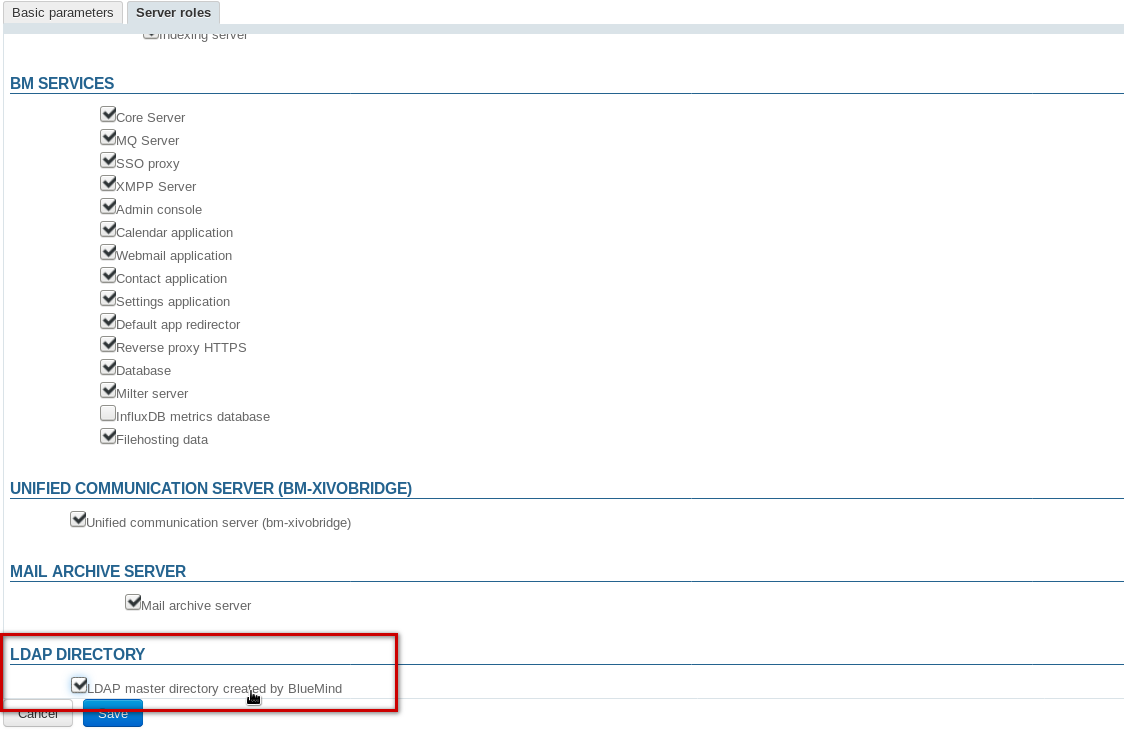 Basic parameters
Server roles
Indexing server
BM SERVICES
Core Server
MQ Server
SSO proxy
XMPP Server
Admin console
Calendar application
Webmail application
Contact application
Settings application
Default app redirector
Reverse proxy HTTPS
Database
Milter server
InfluxDB metrics database
Filehosting data
UNIFIED COMMUNICATION SERVER (BM-XIVOBRIDGE)
Unified communication server (bm-xivobridge)
MAIL ARCHIVE SERVER
Mail archive server
LDAP DIRECTORY
LDAP master directory created by BlueMind
Cancel
Save